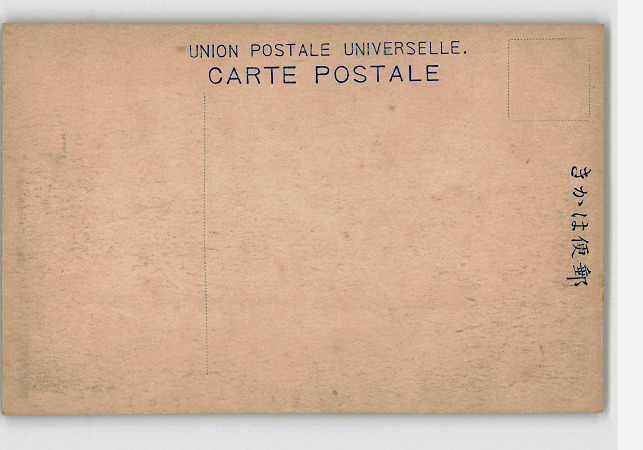 UNION POSTALE UNIVERSELLE.
CARTE POSTALE
きかは便郵